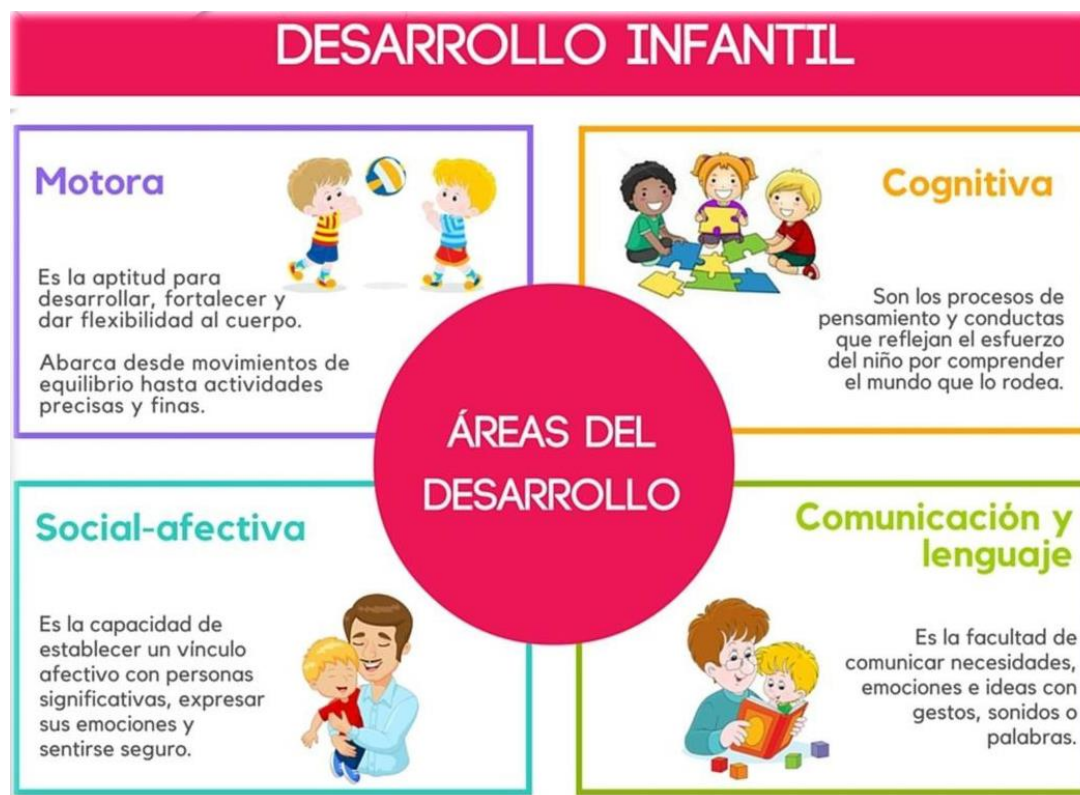 DESARROLLO INFANTIL
Motora
Es la aptitud para
desarrollar, fortalecer y
dar flexibilidad al cuerpo.
Abarca desde movimientos de
equilibrio hasta actividades
precisas y finas.
Cognitiva
Son los procesos de
pensamiento y conductas
que reflejan el esfuerzo
del niño por comprender
el mundo que lo rodea.
ÁREAS DEL
DESARROLLO
Social-afectiva
Es la capacidad de
establecer un vínculo
afectivo con personas
significativas, expresar
sus emociones y
sentirse seguro.
Comunicación y
lenguaje
Es la facultad de
comunicar necesidades,
emociones e ideas con
gestos, sonidos o
palabras.